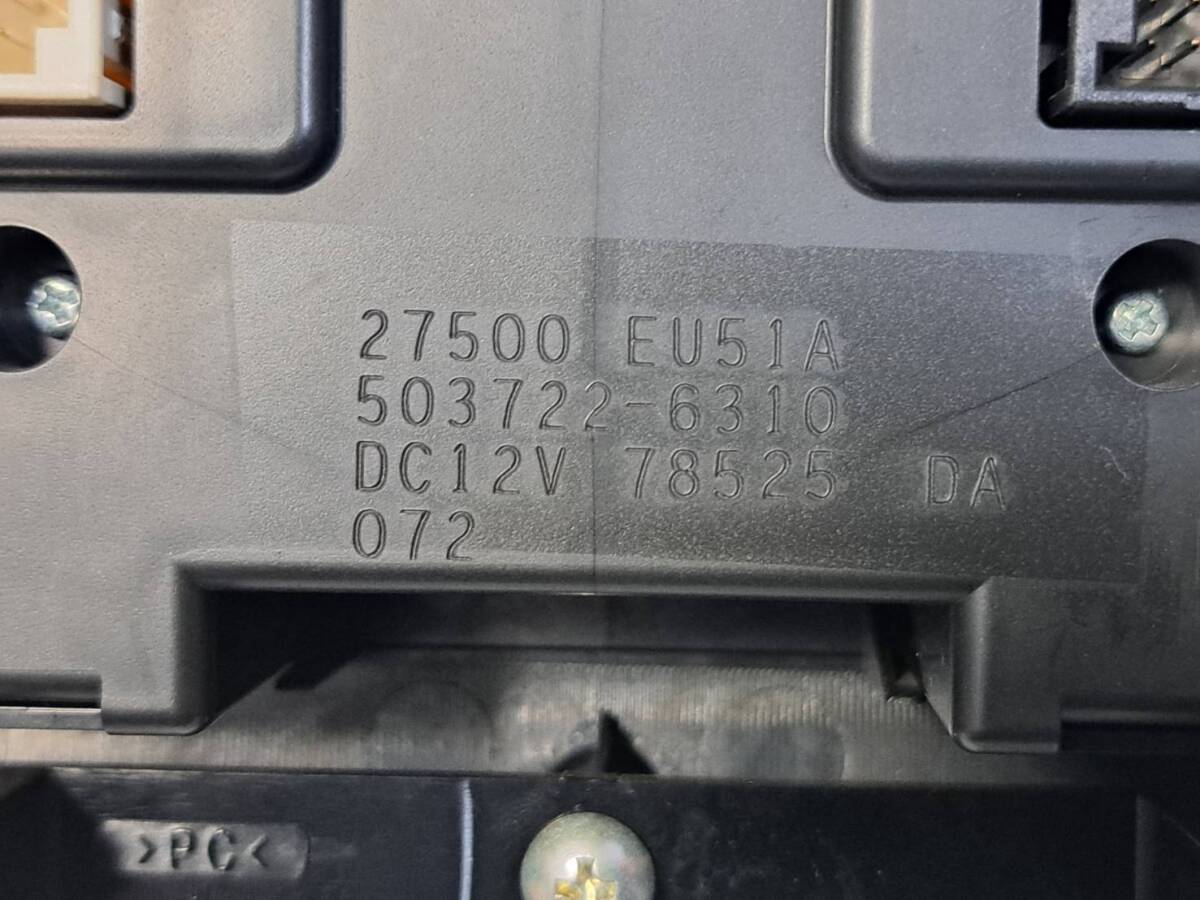 27500 EU51A
503722-6310
DC12V 78525 DA
072
>PC<